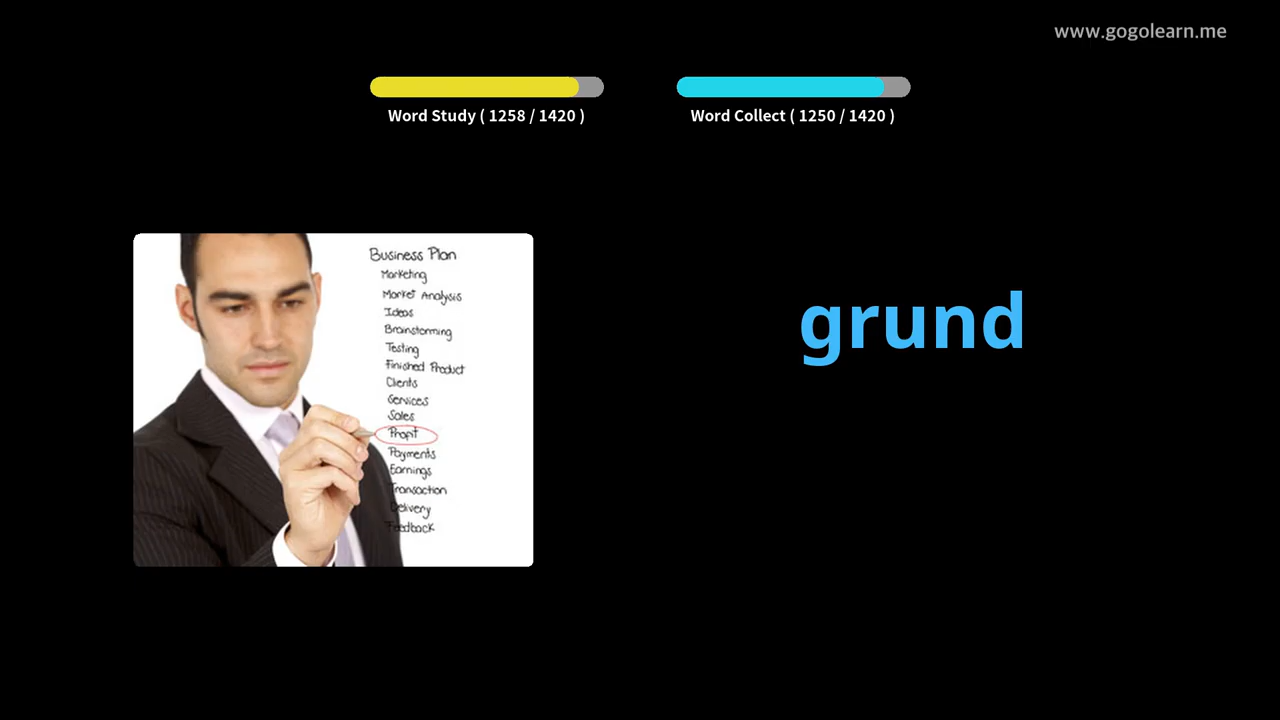 www.gogolearn.me
Word Study ( 1258 / 1420 )
Word Collect ( 1250 / 1420 )
Business Plan
Marketing
Market Analysis
Ideas
Brainstorming
Testing
Finished Product
Clients
Services
Sales
Profit
Payments
Earnings
Transaction
Delivery
Feedback
grund